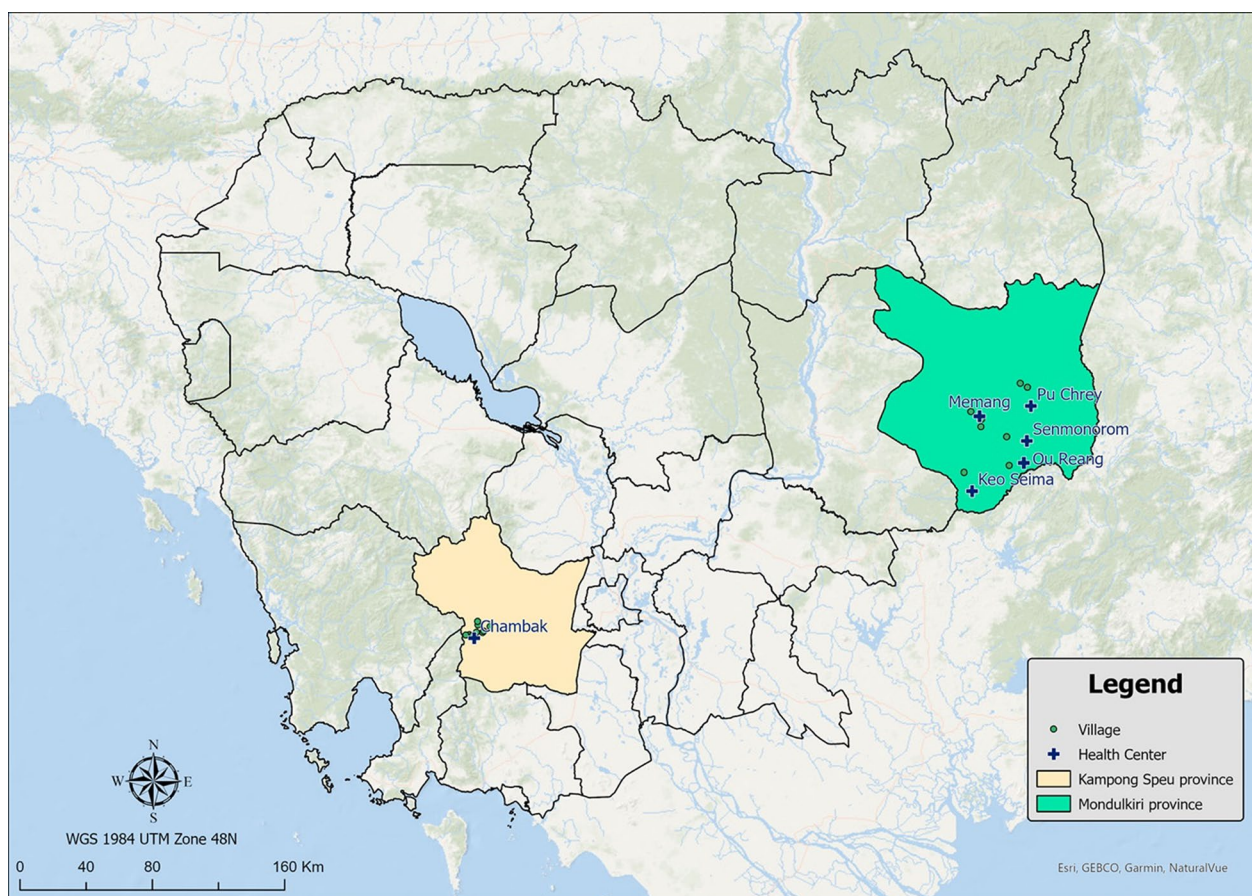 Pu Chrey
Memang
Senmonorom
Ou Reang
Keo Seima
Chambak
Legend
Village
Health Center
Kampong Speu province
Mondulkiri province
N
W E
S
WGS 1984 UTM Zone 48N
0 40 80 160 Km
Esri, GEBCO, Garmin, NaturalVue